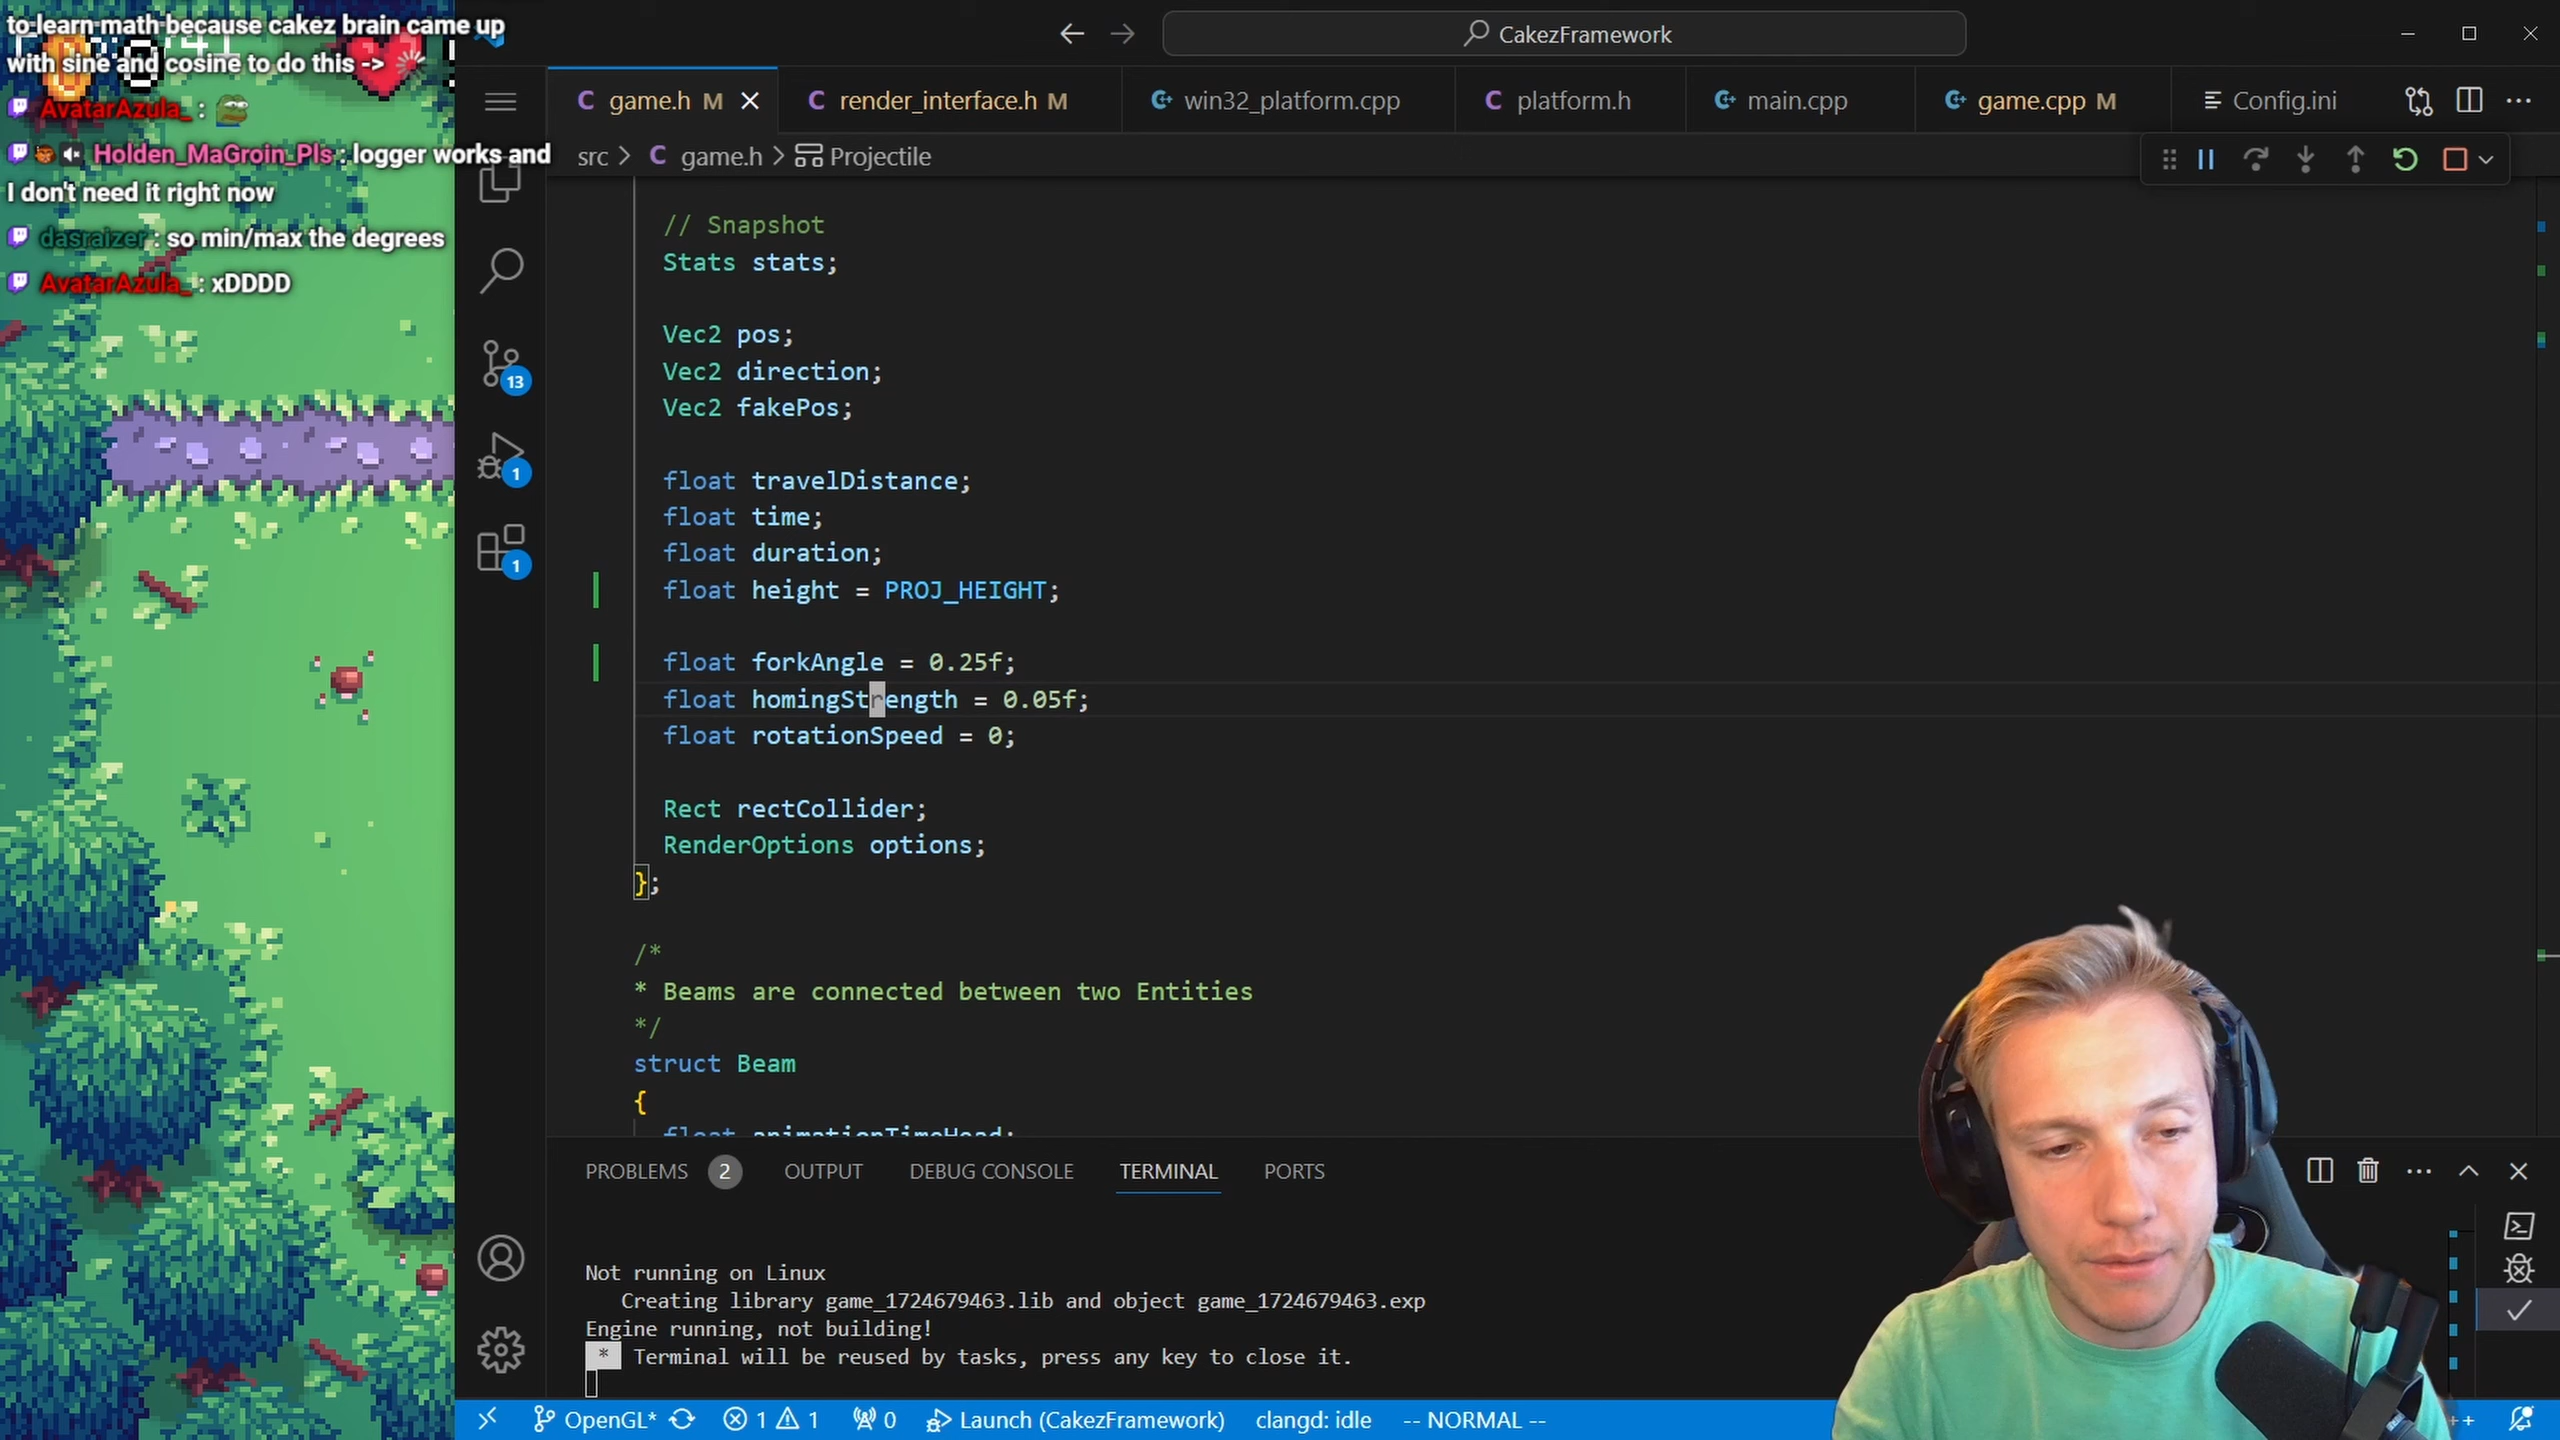 to learn math because cakez brain came up
with sine and cosine to do this ->
AvatarAzula_ :
Holden_MaGroin_Pls : logger works and
I don't need it right now
dasraizer : so min/max the degrees
AvatarAzula_ : xDDDD
CakezFramework
game.h M
render_interface.h M
win32_platform.cpp
platform.h
main.cpp
game.cpp M
Config.ini
src > game.h > Projectile
// Snapshot
Stats stats;
Vec2 pos;
Vec2 direction;
Vec2 fakePos;
float travelDistance;
float time;
float duration;
float height = PROJ_HEIGHT;
float forkAngle = 0.25f;
float homingStrength = 0.05f;
float rotationSpeed = 0;
Rect rectCollider;
RenderOptions options;
};
/*
* Beams are connected between two Entities
*/
struct Beam
{
float animationTimeHead;
13
1
1
PROBLEMS 2 OUTPUT DEBUG CONSOLE TERMINAL PORTS
Not running on Linux
Creating library game_1724679463.lib and object game_1724679463.exp
Engine running, not building!
* Terminal will be reused by tasks, press any key to close it.
OpenGL* 1 1 0 Launch (CakezFramework) clangd: idle -- NORMAL --
++